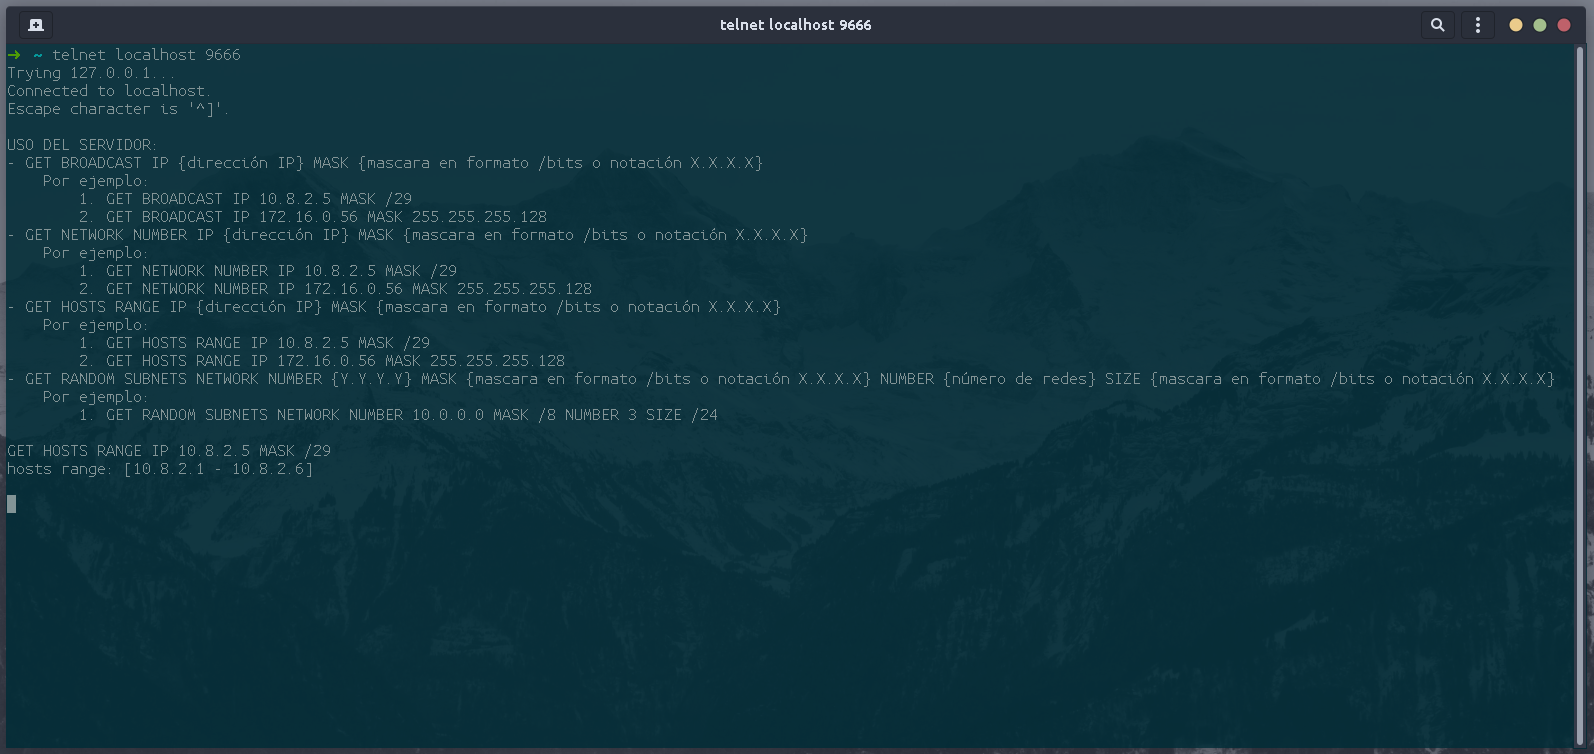 telnet localhost 9666
➜ ~ telnet localhost 9666
Trying 127.0.0.1...
Connected to localhost.
Escape character is '^]'.
USO DEL SERVIDOR:
- GET BROADCAST IP {dirección IP} MASK {mascara en formato /bits o notación X.X.X.X}
Por ejemplo:
1. GET BROADCAST IP 10.8.2.5 MASK /29
2. GET BROADCAST IP 172.16.0.56 MASK 255.255.255.128
- GET NETWORK NUMBER IP {dirección IP} MASK {mascara en formato /bits o notación X.X.X.X}
Por ejemplo:
1. GET NETWORK NUMBER IP 10.8.2.5 MASK /29
2. GET NETWORK NUMBER IP 172.16.0.56 MASK 255.255.255.128
- GET HOSTS RANGE IP {dirección IP} MASK {mascara en formato /bits o notación X.X.X.X}
Por ejemplo:
1. GET HOSTS RANGE IP 10.8.2.5 MASK /29
2. GET HOSTS RANGE IP 172.16.0.56 MASK 255.255.255.128
- GET RANDOM SUBNETS NETWORK NUMBER {Y.Y.Y.Y} MASK {mascara en formato /bits o notación X.X.X.X} NUMBER {número de redes} SIZE {mascara en formato /bits o notación X.X.X.X}
Por ejemplo:
1. GET RANDOM SUBNETS NETWORK NUMBER 10.0.0.0 MASK /8 NUMBER 3 SIZE /24
GET HOSTS RANGE IP 10.8.2.5 MASK /29
hosts range: [10.8.2.1 - 10.8.2.6]